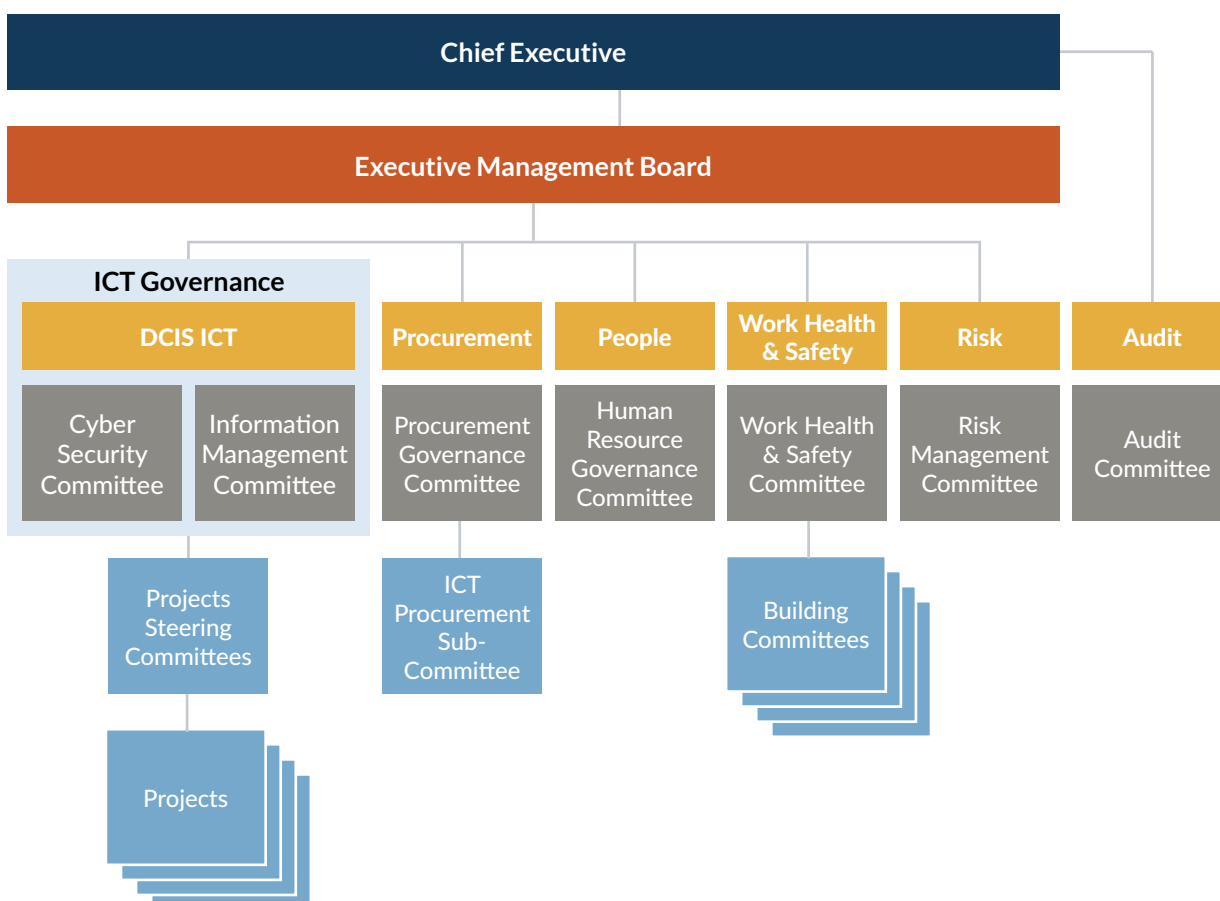 Chief Executive
Executive Management Board
ICT Governance
DCIS ICT
Procurement
People
Work Health
& Safety
Risk
Audit
Cyber
Security
Committee
Information
Management
Committee
Procurement
Governance
Committee
Human
Resource
Governance
Committee
Work Health
& Safety
Committee
Risk
Management
Committee
Audit
Committee
Projects
Steering
Committees
ICT
Procurement
Sub-
Committee
Building
Committees
Projects